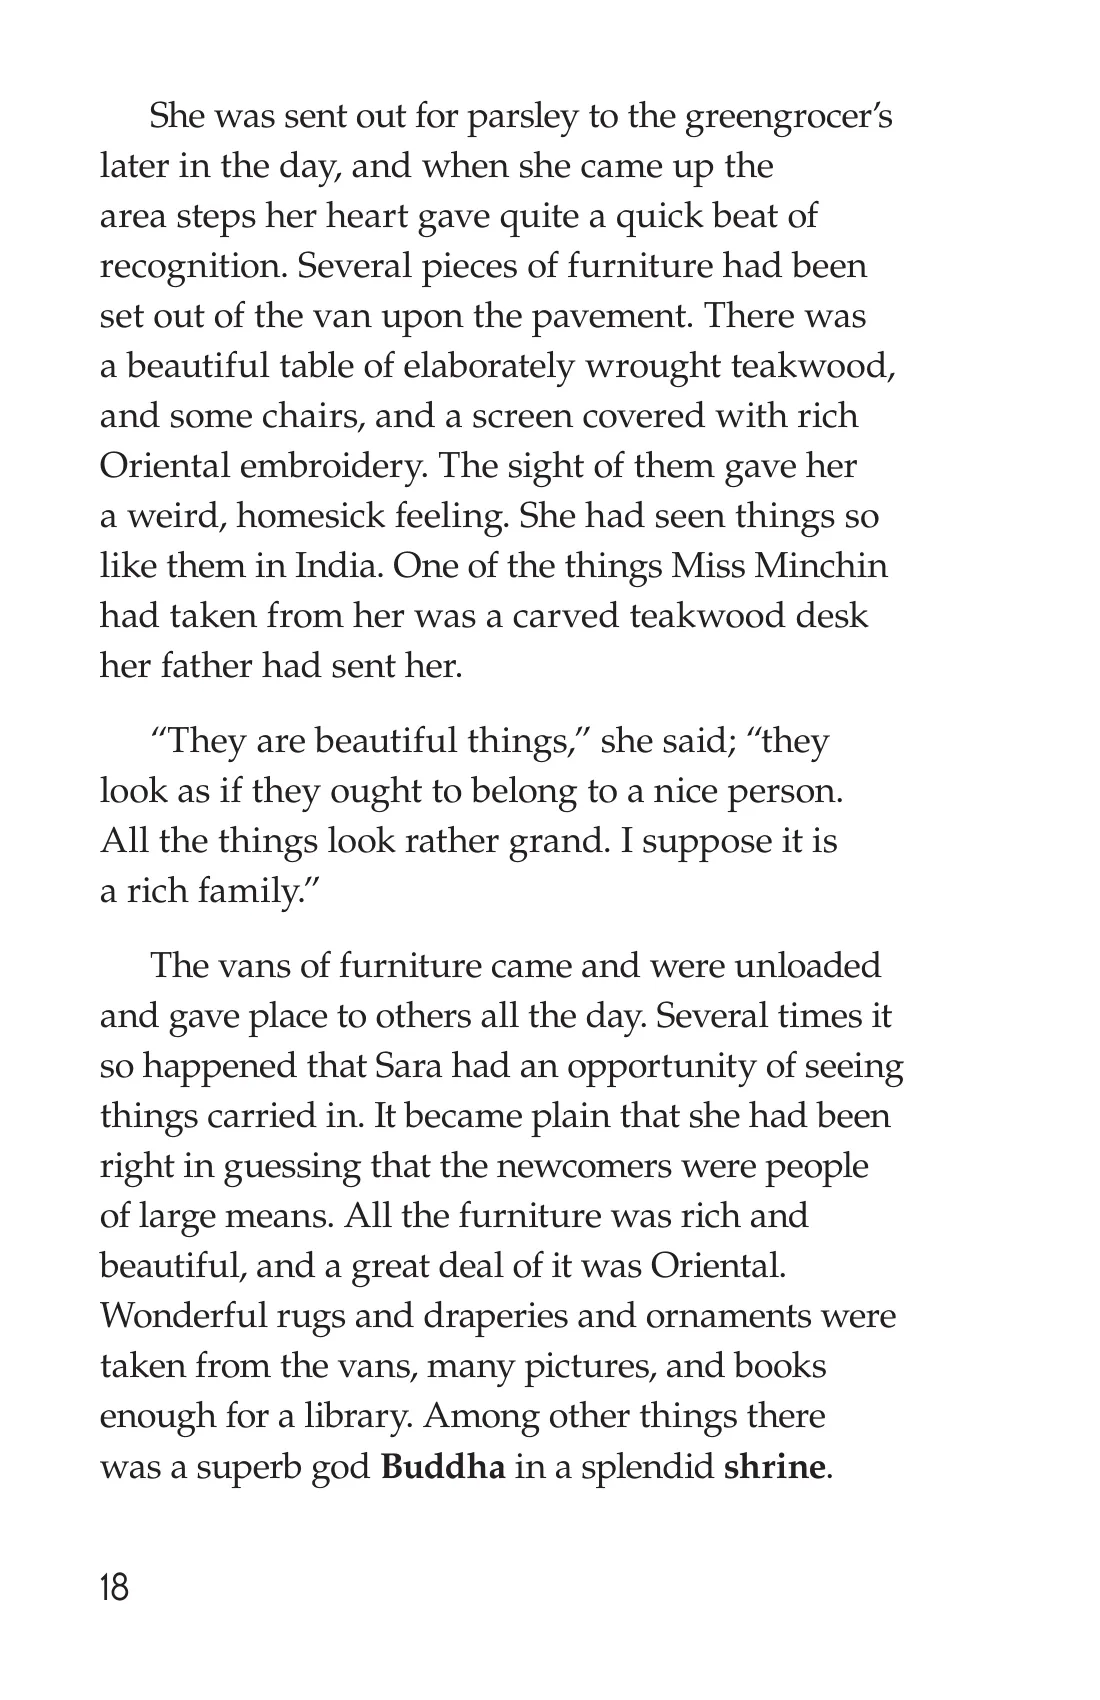 She was sent out for parsley to the greengrocer’s
later in the day, and when she came up the
area steps her heart gave quite a quick beat of
recognition. Several pieces of furniture had been
set out of the van upon the pavement. There was
a beautiful table of elaborately wrought teakwood,
and some chairs, and a screen covered with rich
Oriental embroidery. The sight of them gave her
a weird, homesick feeling. She had seen things so
like them in India. One of the things Miss Minchin
had taken from her was a carved teakwood desk
her father had sent her.
“They are beautiful things,” she said; “they
look as if they ought to belong to a nice person.
All the things look rather grand. I suppose it is
a rich family.”
The vans of furniture came and were unloaded
and gave place to others all the day. Several times it
so happened that Sara had an opportunity of seeing
things carried in. It became plain that she had been
right in guessing that the newcomers were people
of large means. All the furniture was rich and
beautiful, and a great deal of it was Oriental.
Wonderful rugs and draperies and ornaments were
taken from the vans, many pictures, and books
enough for a library. Among other things there
was a superb god Buddha in a splendid shrine.
18